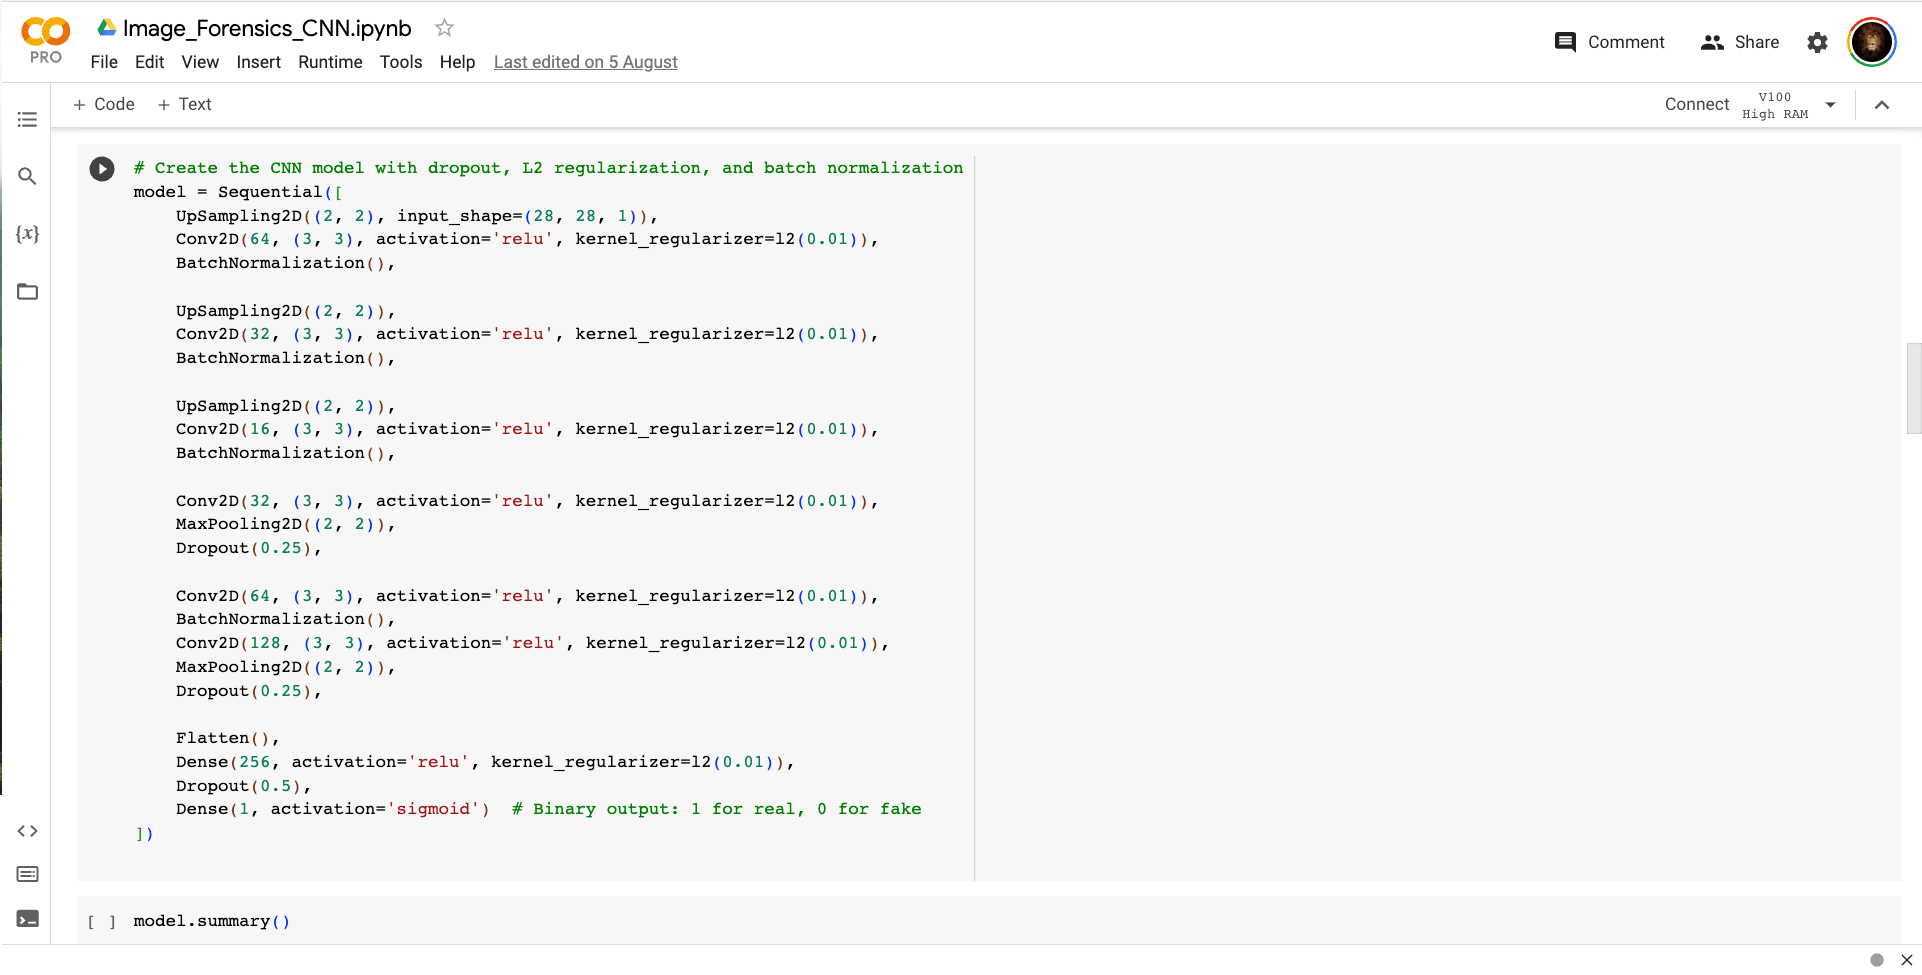 Image_Forensics_CNN.ipynb
PRO
File Edit View Insert Runtime Tools Help Last edited on 5 August
Comment Share
+ Code + Text
Connect V100 High RAM
{x}
# Create the CNN model with dropout, L2 regularization, and batch normalization
model = Sequential([
    UpSampling2D((2, 2), input_shape=(28, 28, 1)),
    Conv2D(64, (3, 3), activation='relu', kernel_regularizer=l2(0.01)),
    BatchNormalization(),

    UpSampling2D((2, 2)),
    Conv2D(32, (3, 3), activation='relu', kernel_regularizer=l2(0.01)),
    BatchNormalization(),

    UpSampling2D((2, 2)),
    Conv2D(16, (3, 3), activation='relu', kernel_regularizer=l2(0.01)),
    BatchNormalization(),

    Conv2D(32, (3, 3), activation='relu', kernel_regularizer=l2(0.01)),
    MaxPooling2D((2, 2)),
    Dropout(0.25),

    Conv2D(64, (3, 3), activation='relu', kernel_regularizer=l2(0.01)),
    BatchNormalization(),
    Conv2D(128, (3, 3), activation='relu', kernel_regularizer=l2(0.01)),
    MaxPooling2D((2, 2)),
    Dropout(0.25),

    Flatten(),
    Dense(256, activation='relu', kernel_regularizer=l2(0.01)),
    Dropout(0.5),
    Dense(1, activation='sigmoid')  # Binary output: 1 for real, 0 for fake
])
[ ] model.summary()